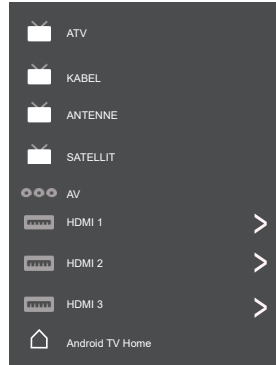 ATV
KABEL
ANTENNE
SATELLIT
AV
HDMI 1
HDMI 2
HDMI 3
Android TV Home